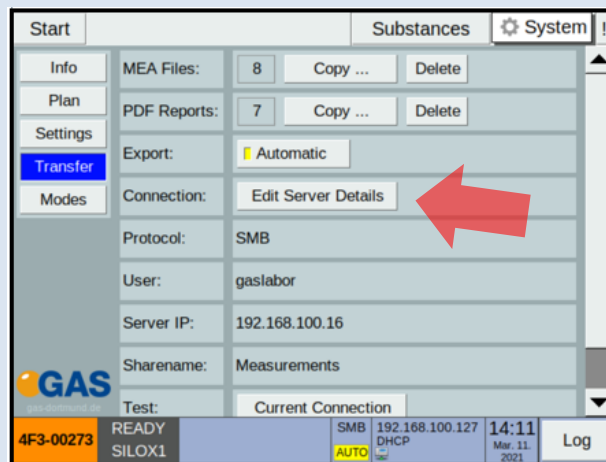 Start Substances System !
Info
Plan
Settings
Transfer
Modes
MEA Files: 8 Copy ... Delete
PDF Reports: 7 Copy ... Delete
Export: Automatic
Connection: Edit Server Details
Protocol: SMB
User: gaslabor
Server IP: 192.168.100.16
Sharename: Measurements
Test: Current Connection
GAS
gas-dortmund.de
4F3-00273
READY
SILOX1
SMB
AUTO
192.168.100.127
DHCP
14:11
Mar. 11.
2021
Log